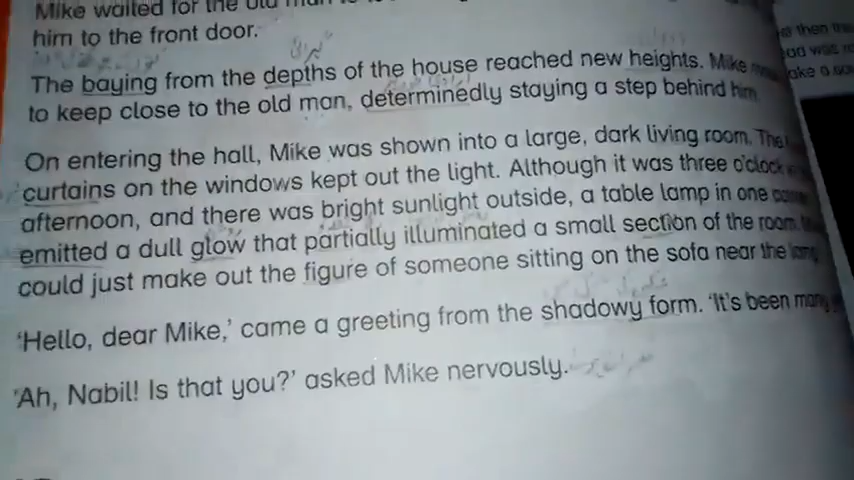 Mike waited for the old
him to the front door.
The baying from the depths of the house reached new heights. Mike
to keep close to the old man, determinedly staying a step behind him
On entering the hall, Mike was shown into a large, dark living room. The
curtains on the windows kept out the light. Although it was three o'clock
afternoon, and there was bright sunlight outside, a table lamp in one
emitted a dull glow that partially illuminated a small section of the room.
could just make out the figure of someone sitting on the sofa near the
'Hello, dear Mike,' came a greeting from the shadowy form. 'It's been many
'Ah, Nabil! Is that you?' asked Mike nervously.
then
was
ake a